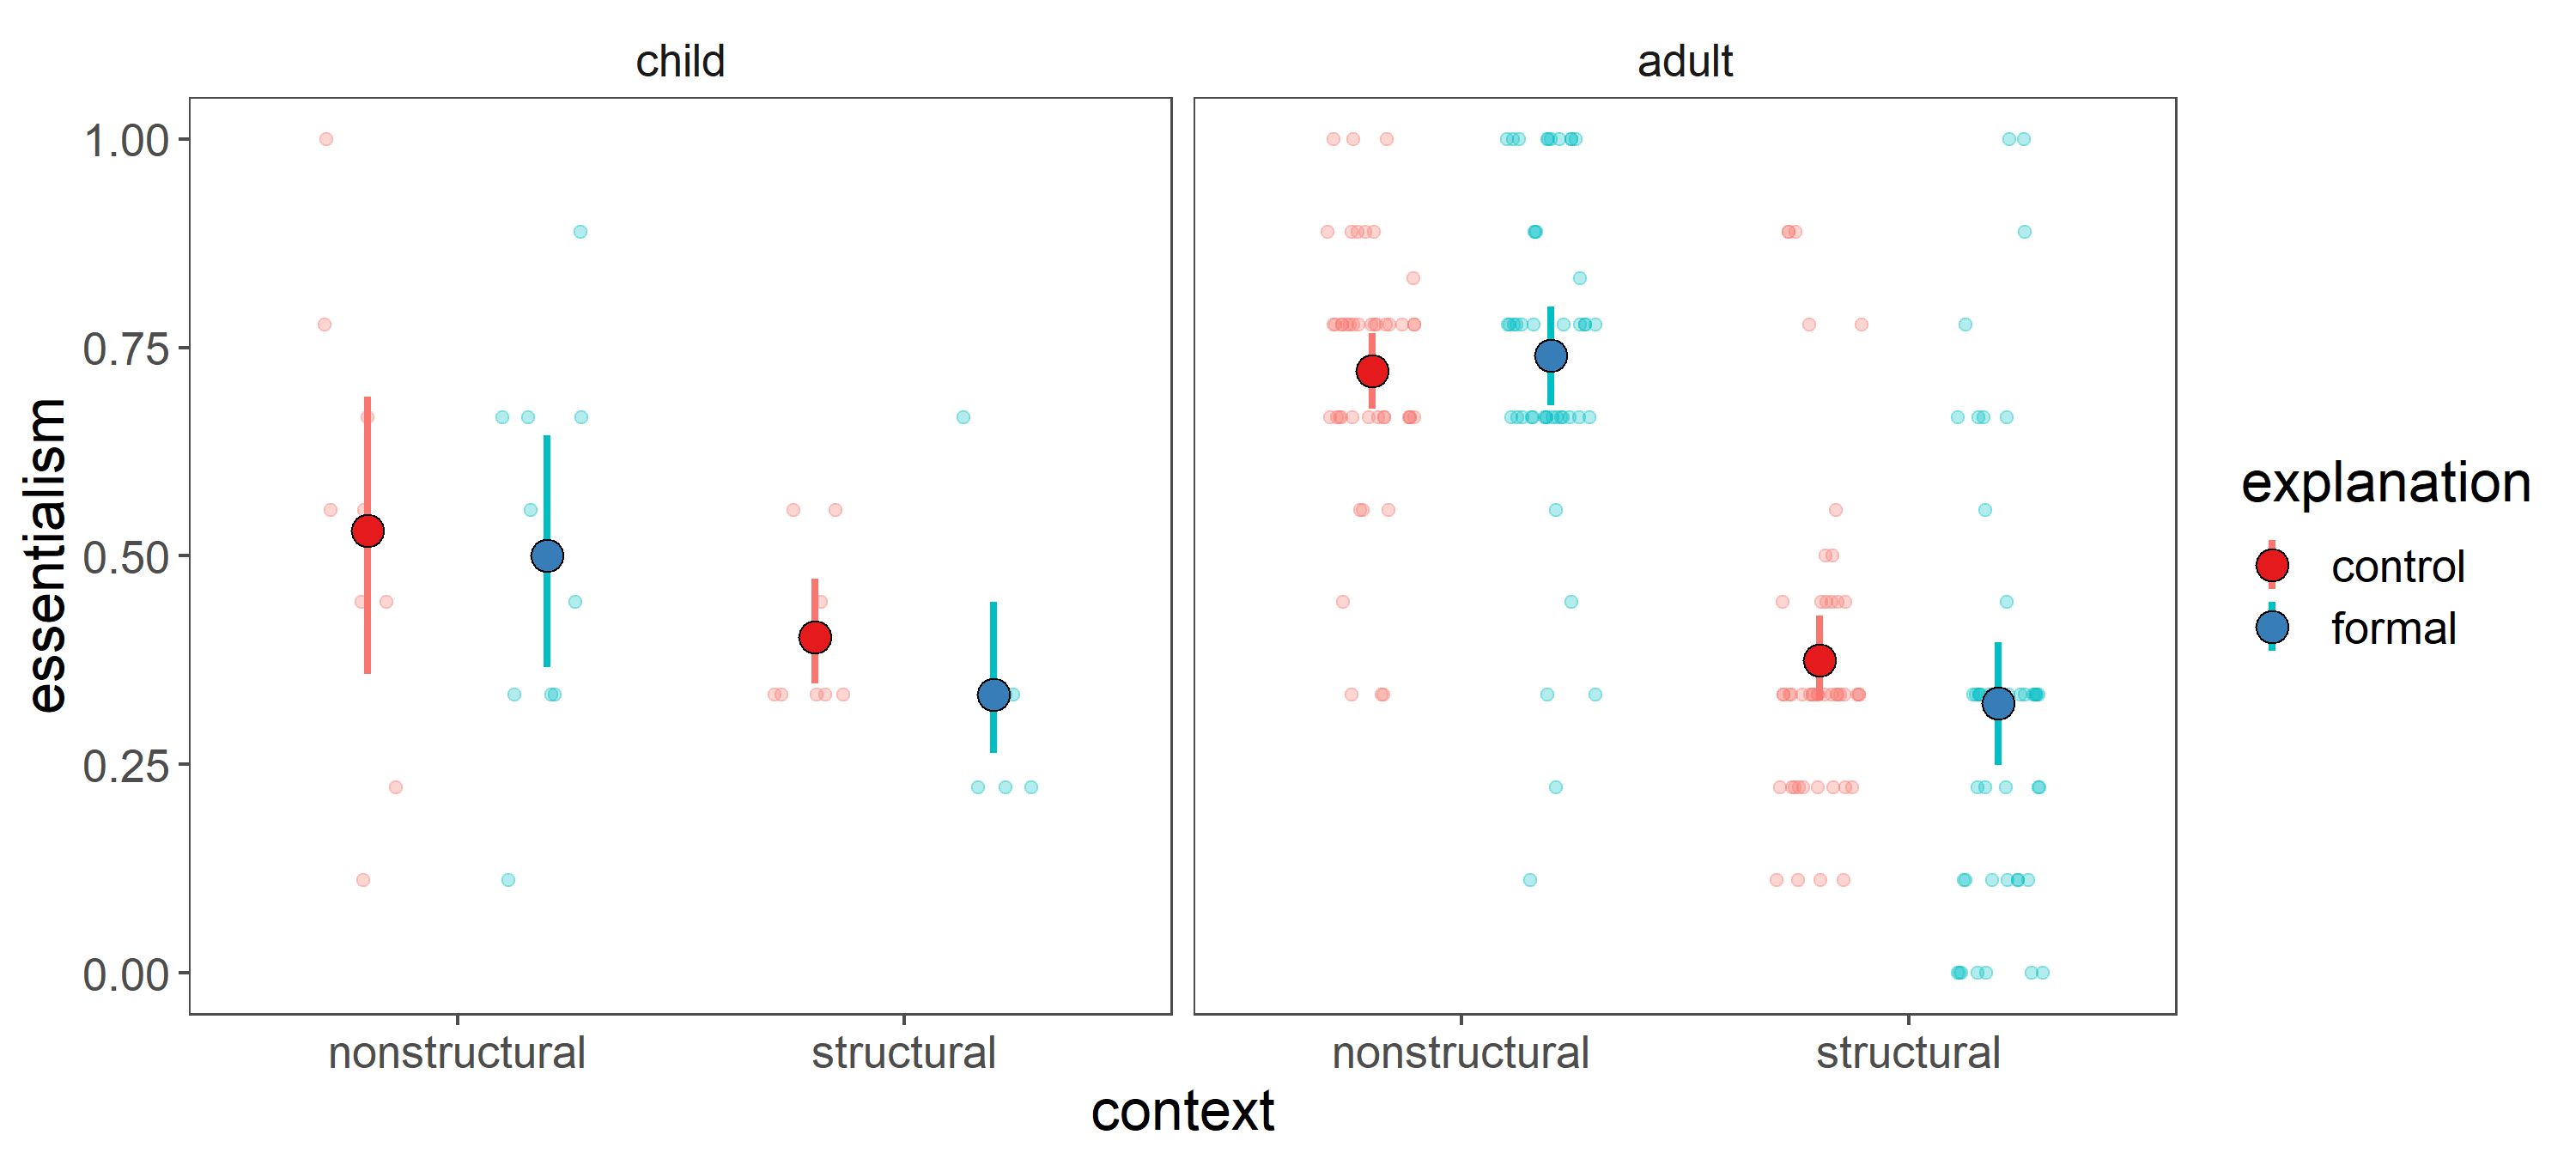 child
adult
1.00
0.75
0.50
0.25
0.00
essentialism
nonstructural
structural
nonstructural
structural
context
explanation
control
formal